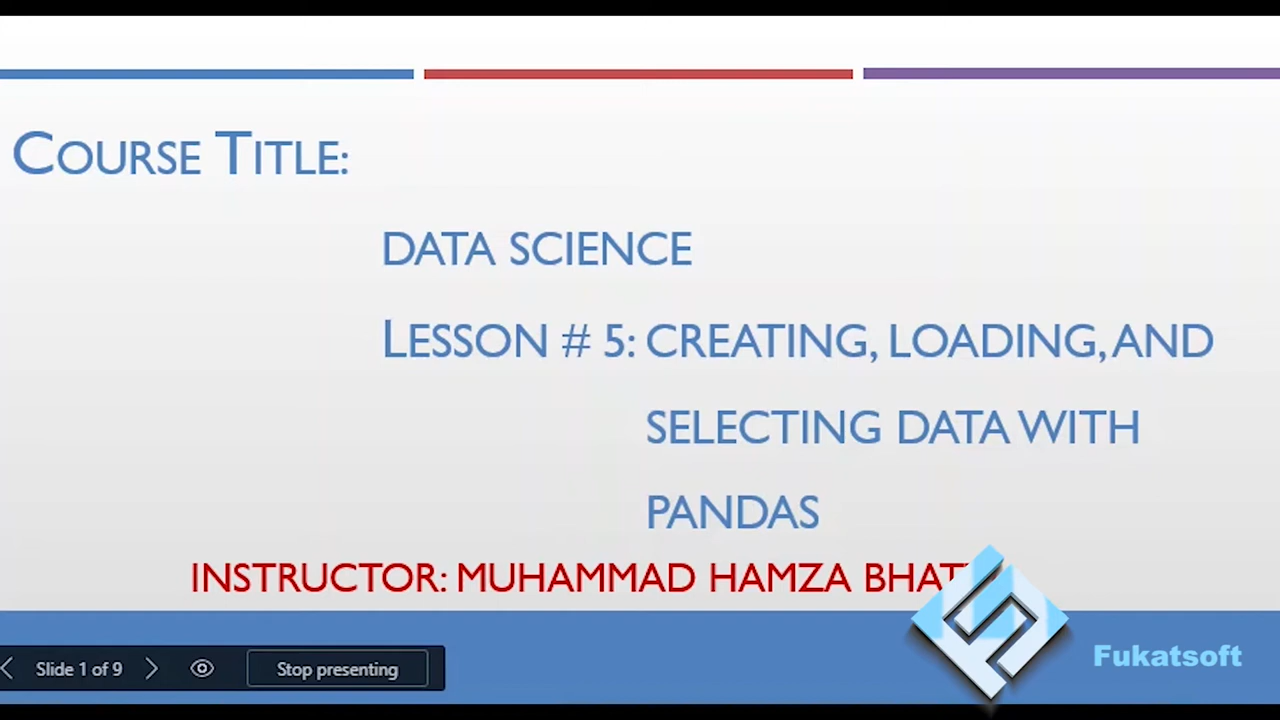 COURSE TITLE:
DATA SCIENCE
LESSON # 5: CREATING, LOADING, AND
SELECTING DATA WITH
PANDAS
INSTRUCTOR: MUHAMMAD HAMZA
Slide 1 of 9
Stop presenting
Fukatsoft